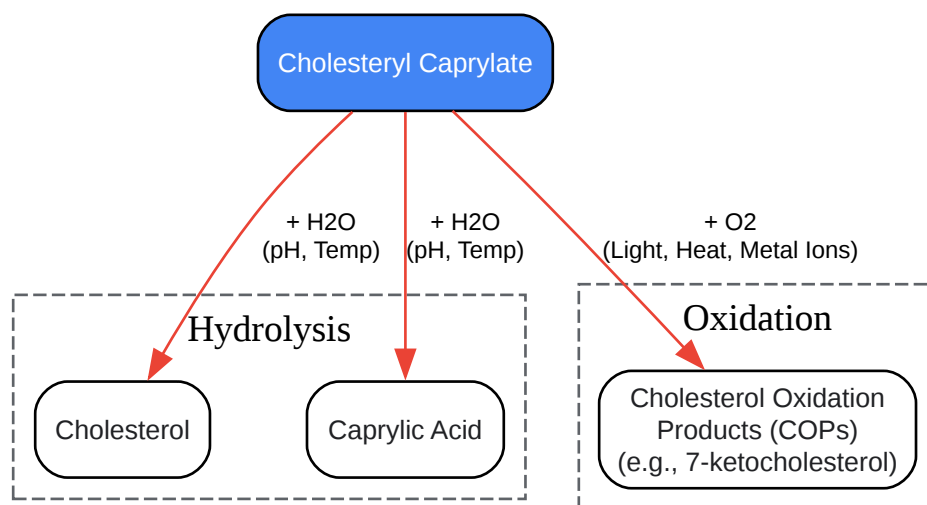 Cholesteryl Caprylate
+ H2O
(pH, Temp)
+ H2O
(pH, Temp)
+ O2
(Light, Heat, Metal Ions)
Hydrolysis
Oxidation
Cholesterol
Caprylic Acid
Cholesterol Oxidation
Products (COPs)
(e.g., 7-ketocholesterol)